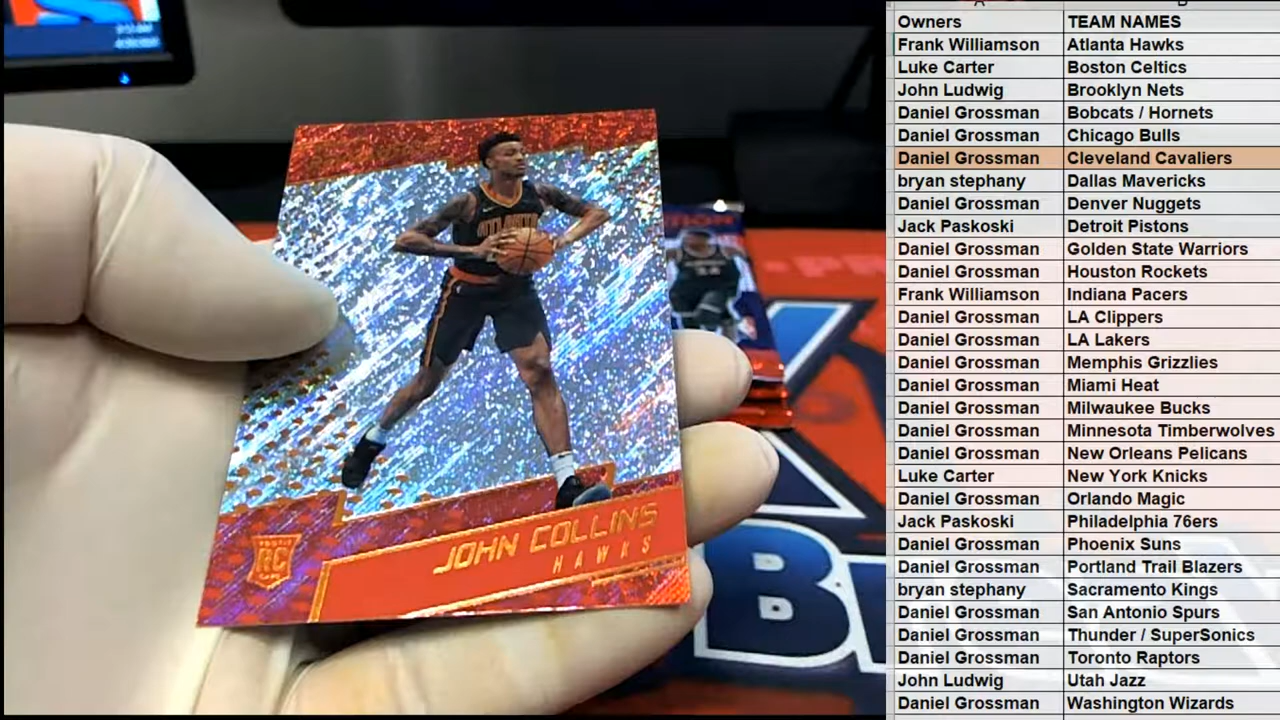 ATLANTA
JOHN COLLINS
HAWKS
RC
Owners TEAM NAMES
Frank Williamson Atlanta Hawks
Luke Carter Boston Celtics
John Ludwig Brooklyn Nets
Daniel Grossman Bobcats / Hornets
Daniel Grossman Chicago Bulls
Daniel Grossman Cleveland Cavaliers
bryan stephany Dallas Mavericks
Daniel Grossman Denver Nuggets
Jack Paskoski Detroit Pistons
Daniel Grossman Golden State Warriors
Daniel Grossman Houston Rockets
Frank Williamson Indiana Pacers
Daniel Grossman LA Clippers
Daniel Grossman LA Lakers
Daniel Grossman Memphis Grizzlies
Daniel Grossman Miami Heat
Daniel Grossman Milwaukee Bucks
Daniel Grossman Minnesota Timberwolves
Daniel Grossman New Orleans Pelicans
Luke Carter New York Knicks
Daniel Grossman Orlando Magic
Jack Paskoski Philadelphia 76ers
Daniel Grossman Phoenix Suns
Daniel Grossman Portland Trail Blazers
bryan stephany Sacramento Kings
Daniel Grossman San Antonio Spurs
Daniel Grossman Thunder / SuperSonics
Daniel Grossman Toronto Raptors
John Ludwig Utah Jazz
Daniel Grossman Washington Wizards